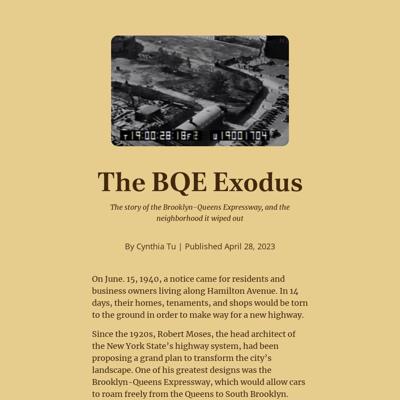 T19:00:28:18F2 U19001704
The BQE Exodus
The story of the Brooklyn-Queens Expressway, and the
neighborhood it wiped out
By Cynthia Tu | Published April 28, 2023
On June. 15, 1940, a notice came for residents and
business owners living along Hamilton Avenue. In 14
days, their homes, tenaments, and shops would be torn
to the ground in order to make way for a new highway.
Since the 1920s, Robert Moses, the head architect of
the New York State's highway system, had been
proposing a grand plan to transform the city's
landscape. One of his greatest designs was the
Brooklyn-Queens Expressway, which would allow cars
to roam freely from the Queens to South Brooklyn.